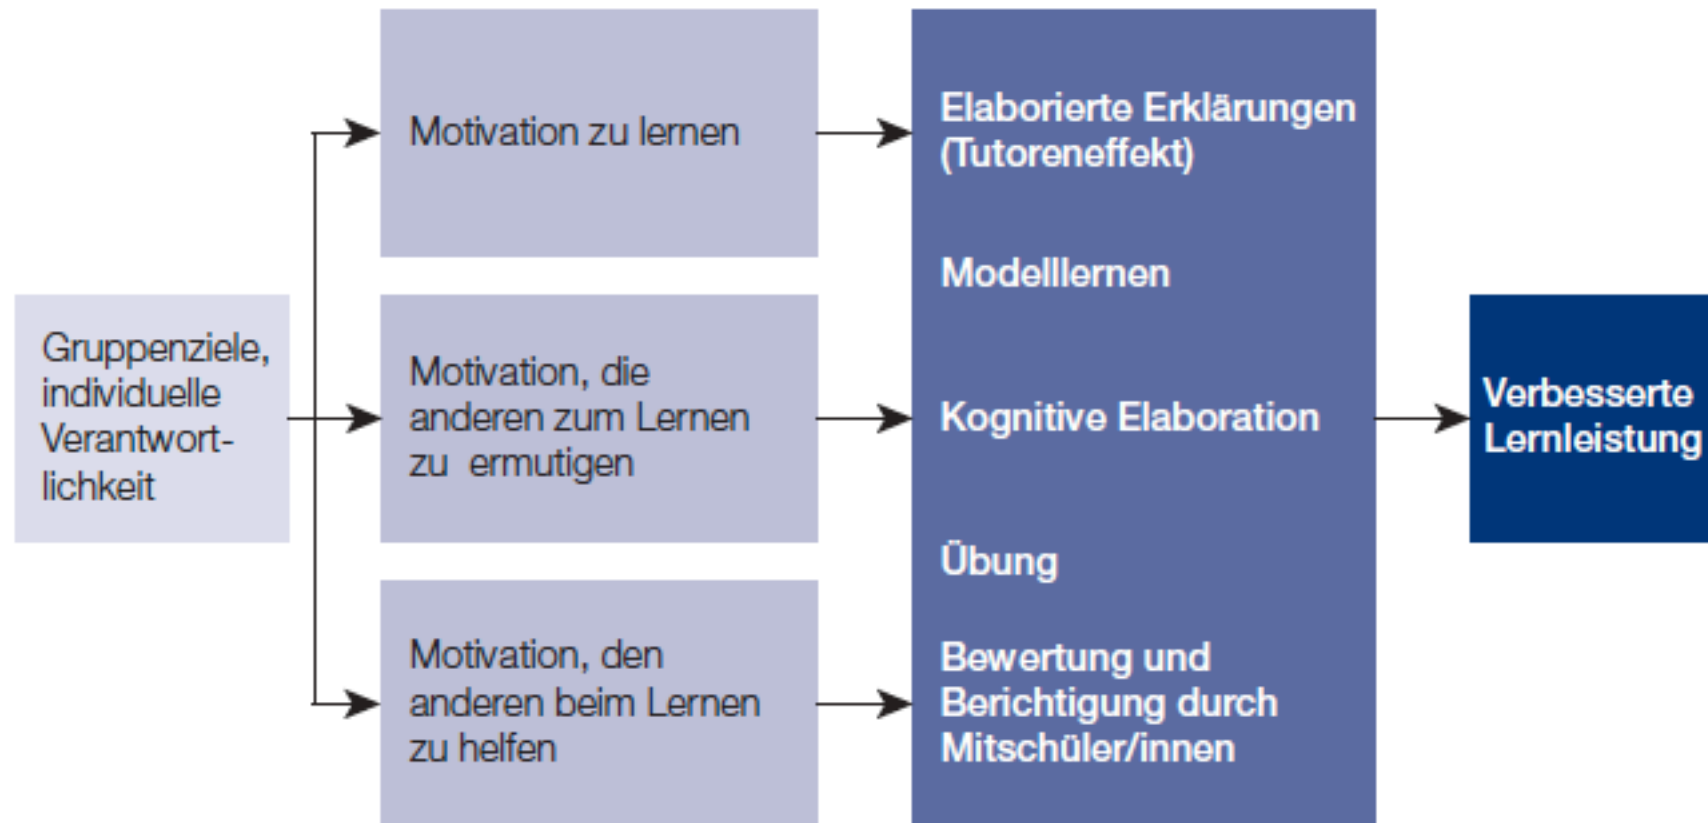 Gruppenziele,
individuelle
Verantwort-
lichkeit
Motivation zu lernen
Motivation, die
anderen zum Lernen
zu ermutigen
Motivation, den
anderen beim Lernen
zu helfen
Elaborierte Erklärungen
(Tutoreneffekt)
Modelllernen
Kognitive Elaboration
Übung
Bewertung und
Berichtigung durch
Mitschüler/innen
Verbesserte
Lernleistung